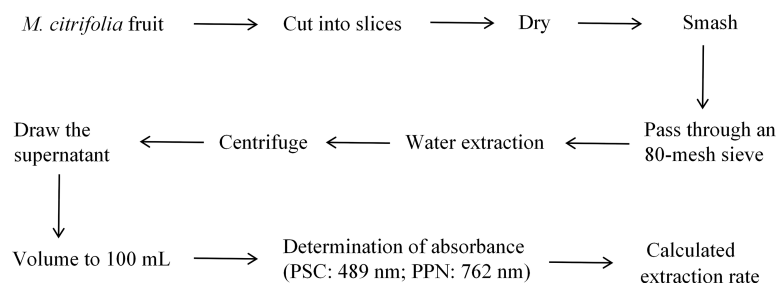 M. citrifolia fruit
Cut into slices
Dry
Smash
Pass through an
80-mesh sieve
Water extraction
Centrifuge
Draw the
supernatant
Volume to 100 mL
Determination of absorbance
(PSC: 489 nm; PPN: 762 nm)
Calculated
extraction rate